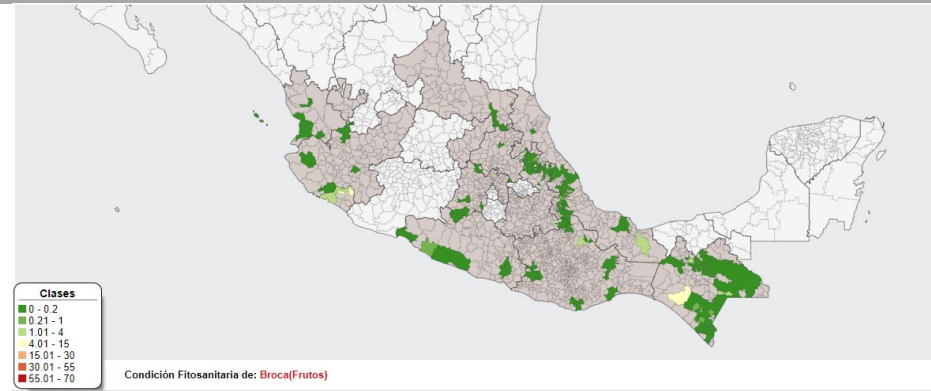 Clases
0 - 0.2
0.21 - 1
1.01 - 4
4.01 - 15
15.01 - 30
30.01 - 55
55.01 - 70
Condición Fitosanitaria de: Broca(Frutos)